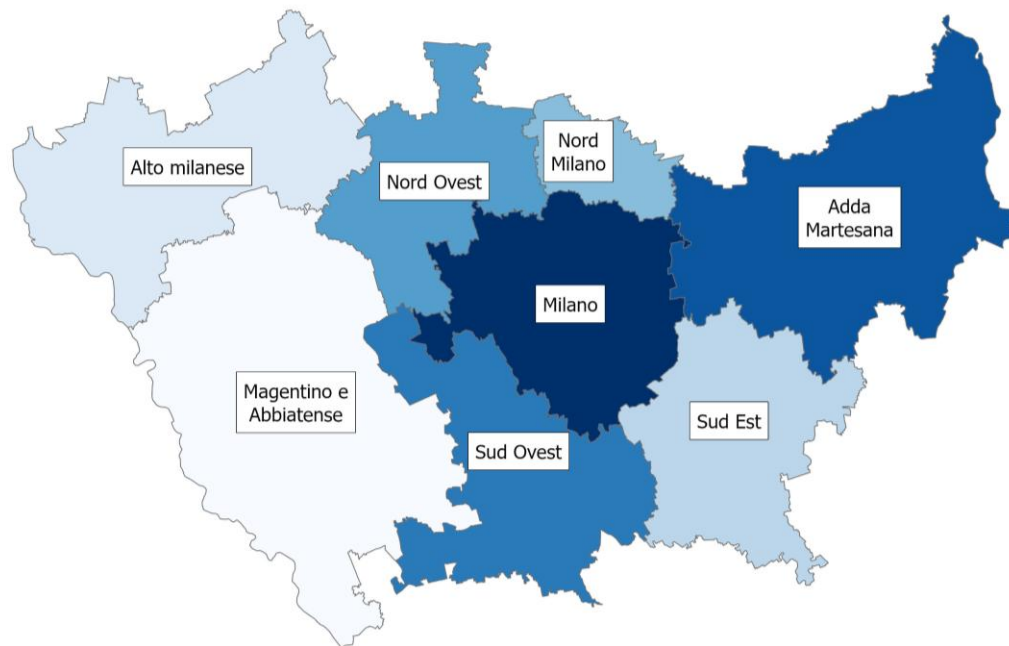 Alto milanese
Nord Ovest
Nord
Milano
Adda
Martesana
Milano
Magentino e
Abbiatense
Sud Ovest
Sud Est